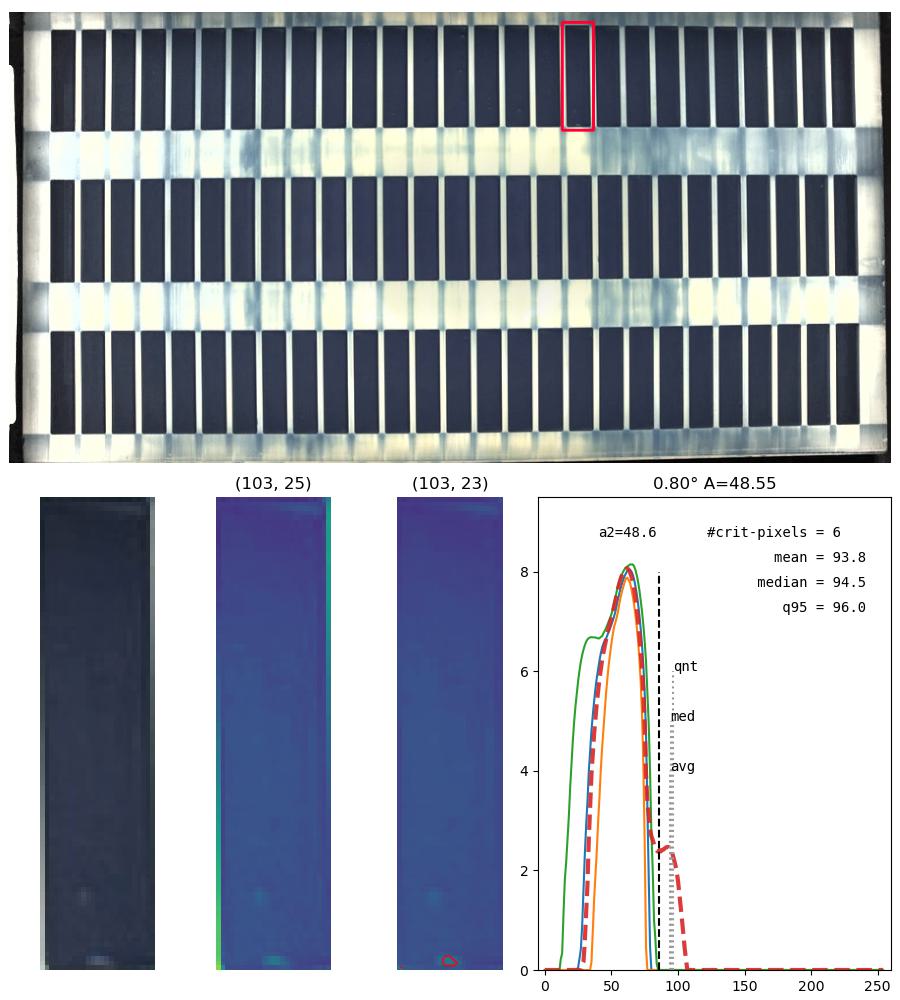 (103, 25)
(103, 23)
0.80° A=48.55
a2=48.6
#crit-pixels = 6
mean = 93.8
median = 94.5
q95 = 96.0
qnt
med
avg
8
6
4
2
0
0 50 100 150 200 250